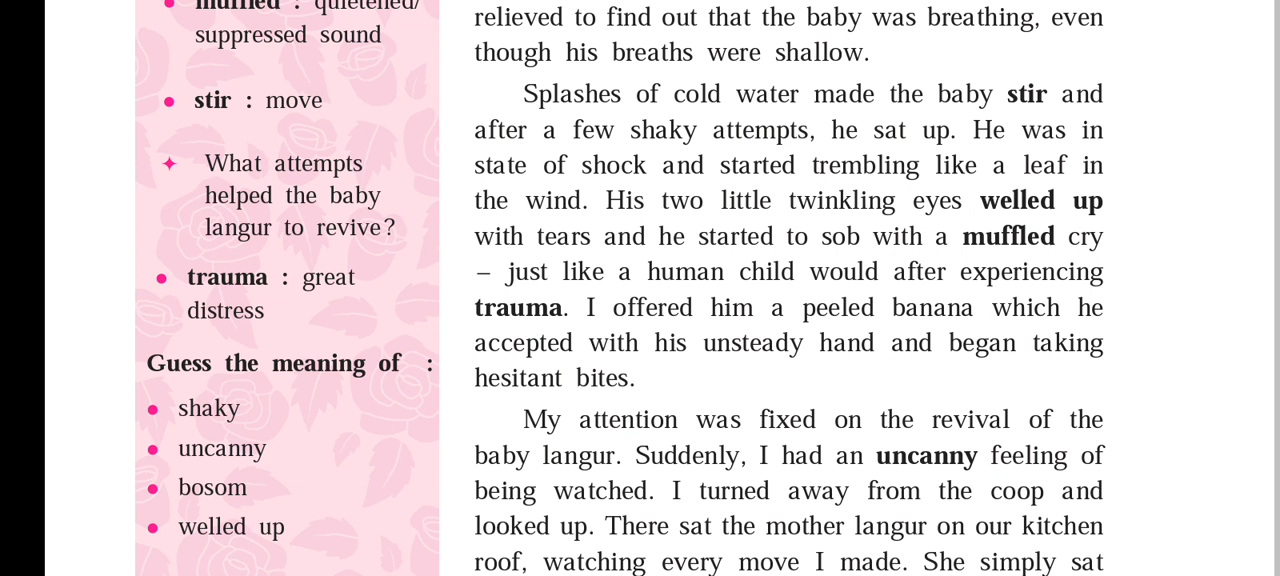 muffled : quietened/
suppressed sound
stir : move
What attempts
helped the baby
langur to revive?
trauma : great
distress
Guess the meaning of :
shaky
uncanny
bosom
welled up
relieved to find out that the baby was breathing, even
though his breaths were shallow.
Splashes of cold water made the baby stir and
after a few shaky attempts, he sat up. He was in
state of shock and started trembling like a leaf in
the wind. His two little twinkling eyes welled up
with tears and he started to sob with a muffled cry
– just like a human child would after experiencing
trauma. I offered him a peeled banana which he
accepted with his unsteady hand and began taking
hesitant bites.
My attention was fixed on the revival of the
baby langur. Suddenly, I had an uncanny feeling of
being watched. I turned away from the coop and
looked up. There sat the mother langur on our kitchen
roof, watching every move I made. She simply sat